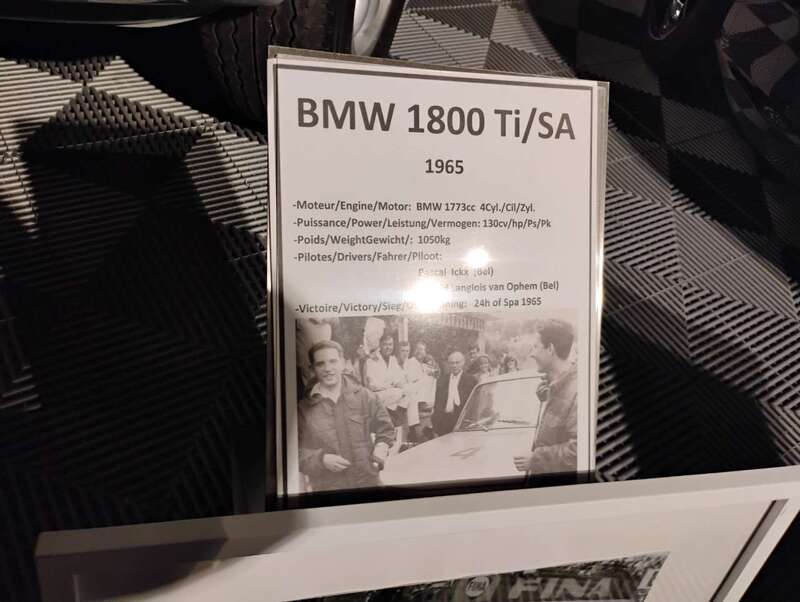 BMW 1800 Ti/SA
1965
-Moteur/Engine/Motor: BMW 1773cc 4Cyl./Cil/Zyl.
-Puissance/Power/Leistung/Vermogen: 130cv/hp/Ps/Pk
-Poids/WeightGewicht/: 1050kg
-Pilotes/Drivers/Fahrer/Piloot:
Pascal Ickx (Bel)
Langlois van Ophem (Bel)
-Victoire/Victory/Sieg/ 24h of Spa 1965
4
FINA FINA